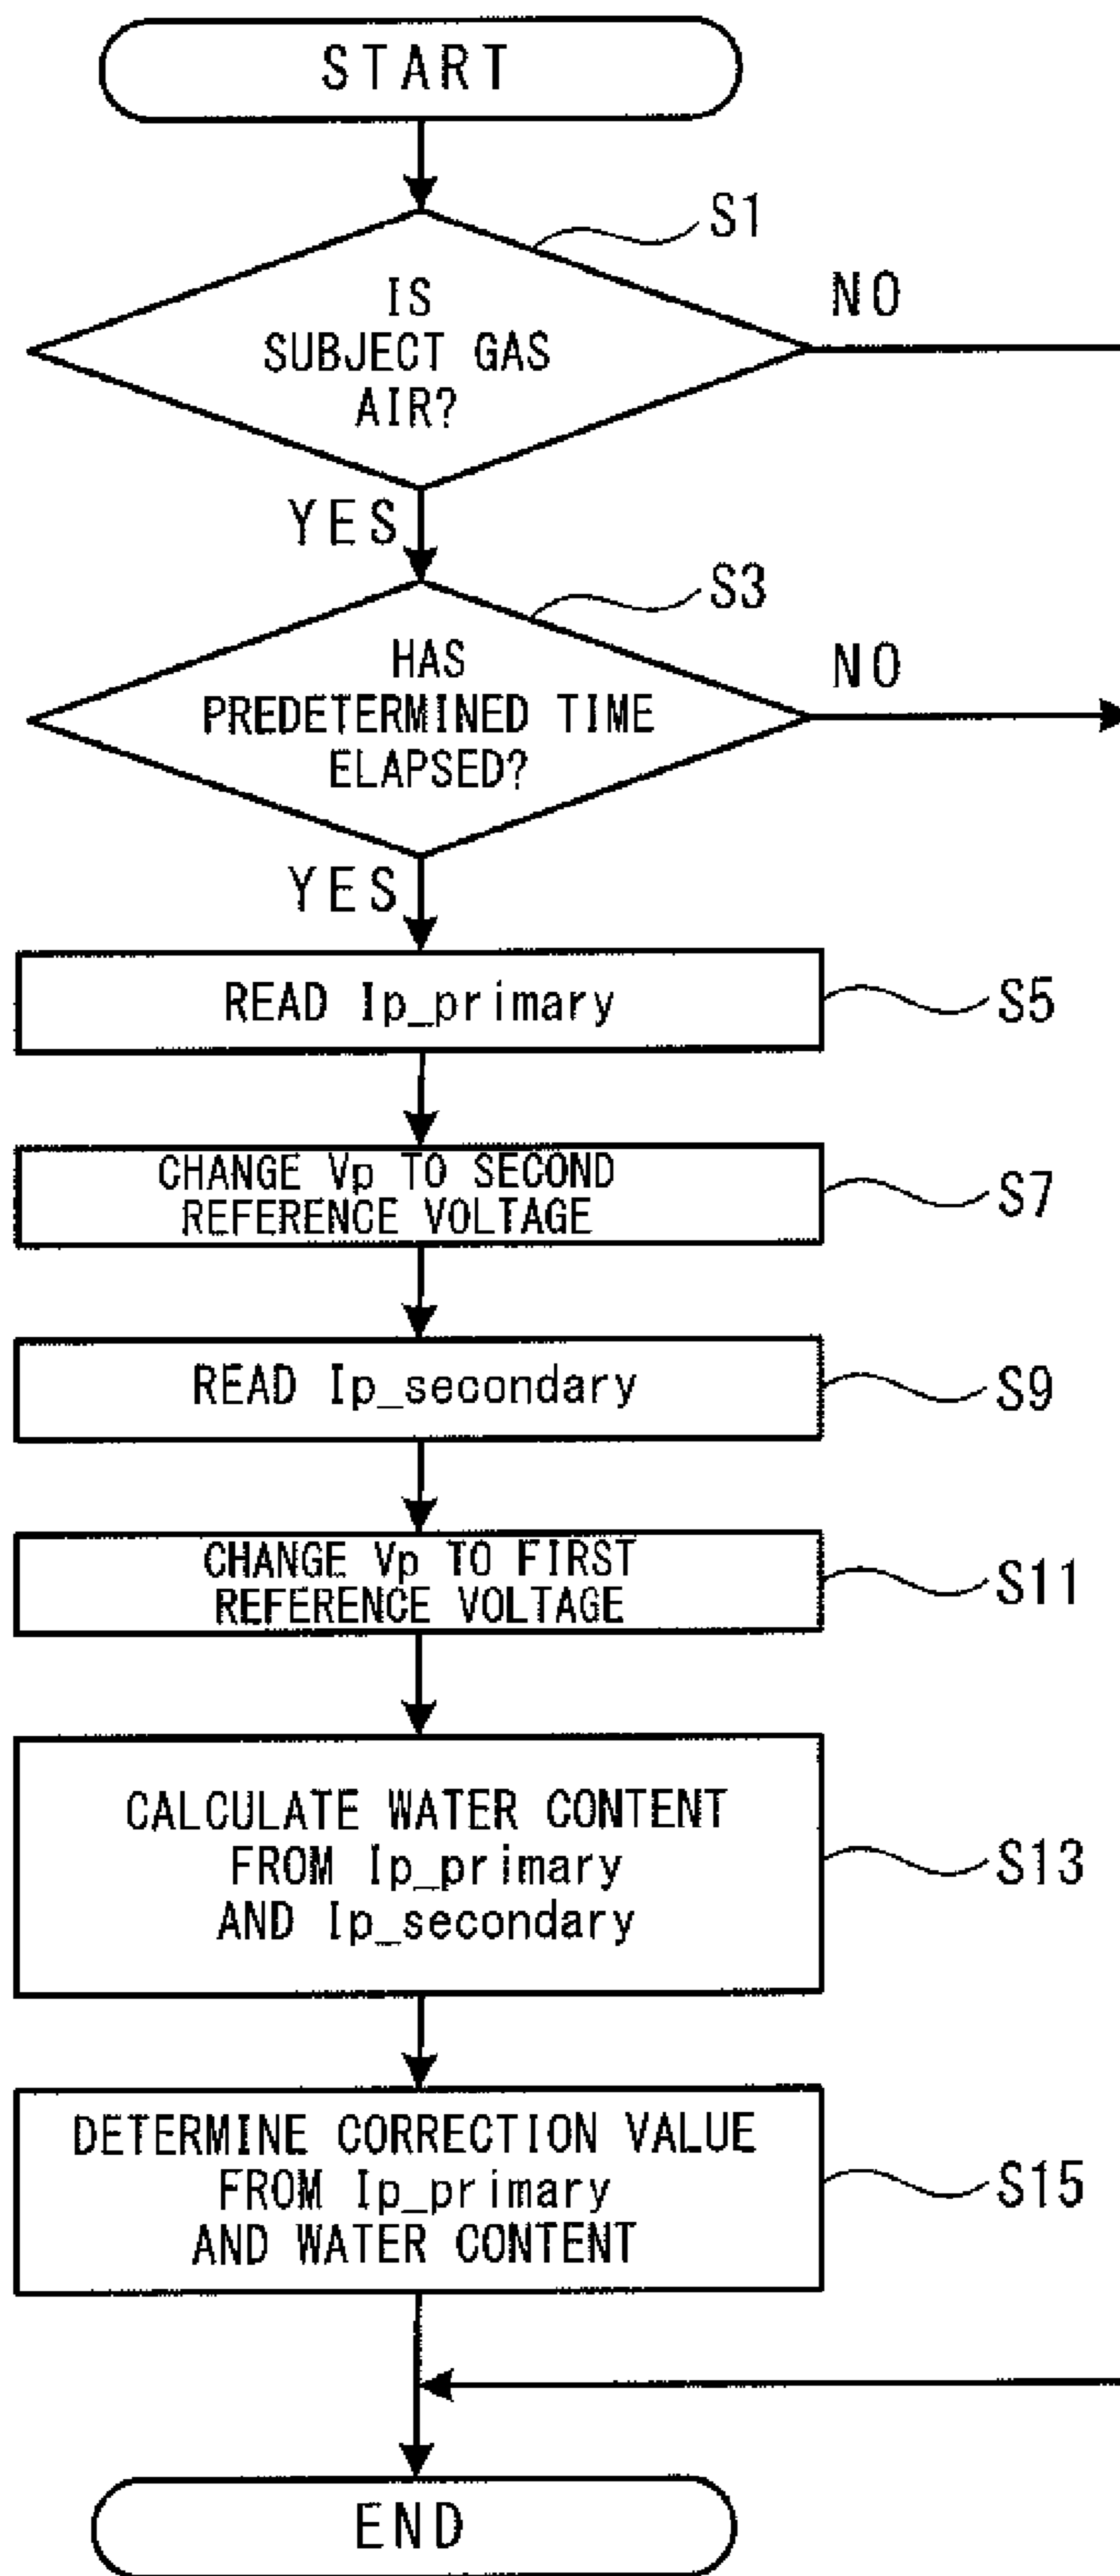 START
S1
IS
SUBJECT GAS
AIR?
NO
YES
S3
HAS
PREDETERMINED TIME
ELAPSED?
NO
YES
READ Ip_primary
S5
CHANGE Vp TO SECOND
REFERENCE VOLTAGE
S7
READ Ip_secondary
S9
CHANGE Vp TO FIRST
REFERENCE VOLTAGE
S11
CALCULATE WATER CONTENT
FROM Ip_primary
AND Ip_secondary
S13
DETERMINE CORRECTION VALUE
FROM Ip_primary
AND WATER CONTENT
S15
END